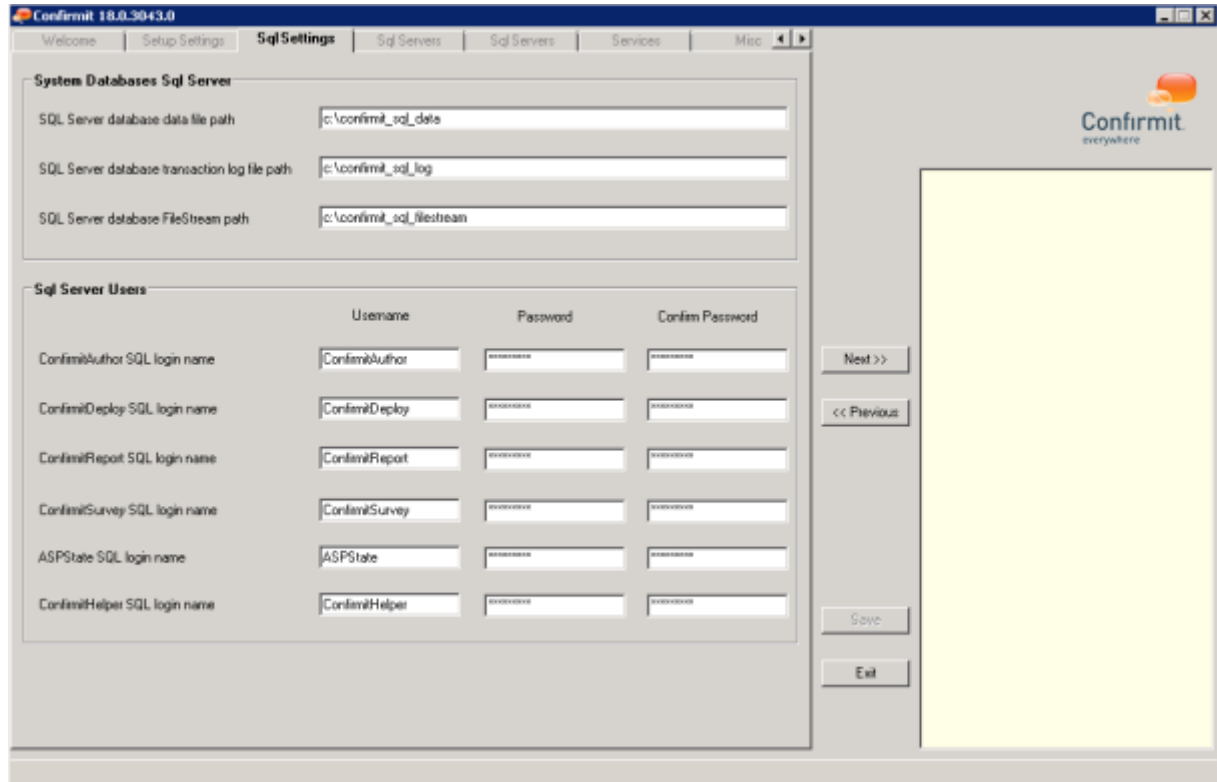 Confirmit 18.0.3043.0
Welcome Setup Settings Sql Settings Sql Servers Sql Servers Services Misc
System Databases Sql Server
SQL Server database data file path c:\confirmit_sql_data
SQL Server database transaction log file path c:\confirmit_sql_log
SQL Server database FileStream path c:\confirmit_sql_filestream
Confirmit.
everywhere
Sql Server Users
Username Password Confirm Password
ConfirmitAuthor SQL login name ConfirmitAuthor ********** **********
ConfirmitDeploy SQL login name ConfirmitDeploy ********** **********
ConfirmitReport SQL login name ConfirmitReport ********** **********
ConfirmitSurvey SQL login name ConfirmitSurvey ********** **********
ASPState SQL login name ASPState ********** **********
ConfirmitHelper SQL login name ConfirmitHelper ********** **********
Next >>
<< Previous
Save
Exit